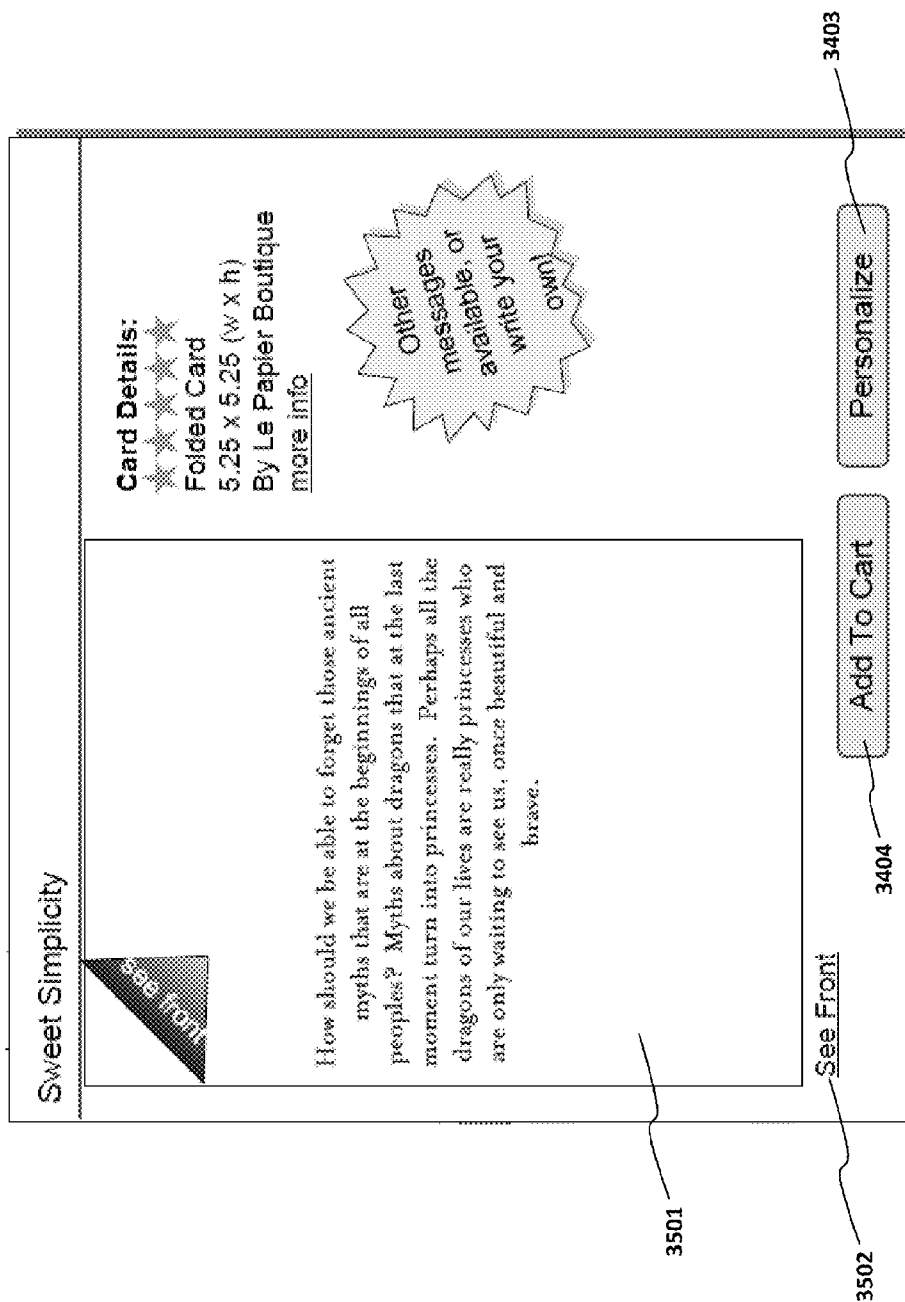 Sweet Simplicity
see front
How should we be able to forget those ancient
myths that are at the beginnings of all
peoples? Myths about dragons that at the last
moment turn into princesses. Perhaps all the
dragons of our lives are really princesses who
are only waiting to see us, once beautiful and
brave.
Card Details:
Folded Card
5.25 x 5.25 (w x h)
By Le Papier Boutique
more info
Other
messages
available, or
write your
own!
See Front
Add To Cart
Personalize
3501
3502
3404
3403